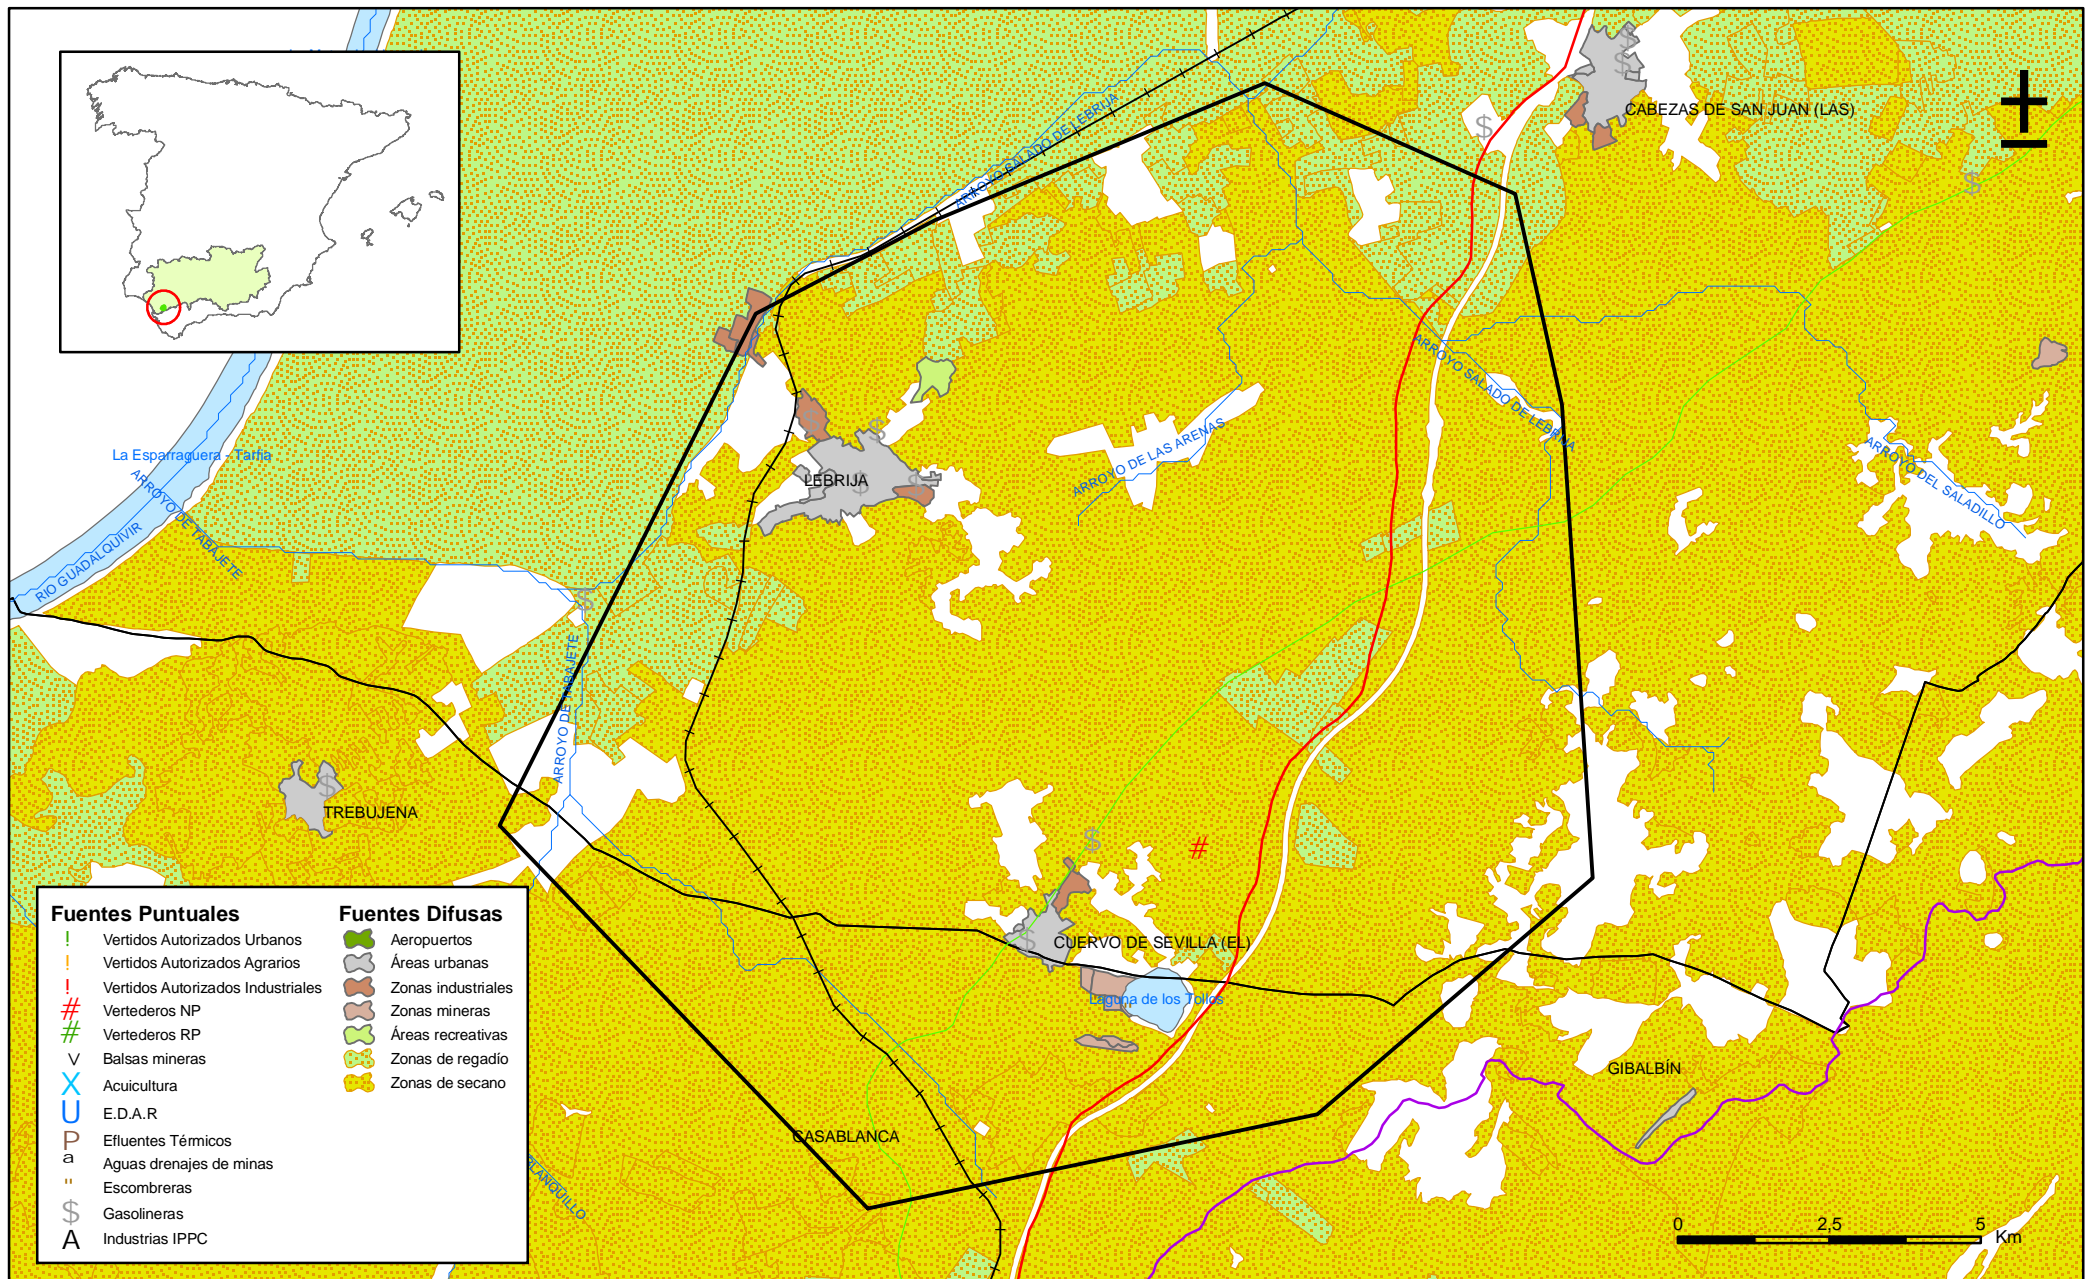 CABEZAS DE SAN JUAN (LAS)
$
$
$
$
ARROYO SALADO DE LEBRIJA
ARROYO SALADO DE LEBRIJA
La Esparraguera - Tarfia
ARROYO DE TABAJETE
RIO GUADALQUIVIR
LEBRIJA
$
$
$
$
ARROYO DE LAS ARENAS
ARROYO DEL SALADILLO
$
ARROYO DE TABAJETE
TREBUJENA
$
$
#
$
CUERVO DE SEVILLA (EL)
Laguna de los Tollos
GIBALBÍN
CASABLANCA
Fuentes Puntuales
! Vertidos Autorizados Urbanos
! Vertidos Autorizados Agrarios
! Vertidos Autorizados Industriales
# Vertederos NP
# Vertederos RP
V Balsas mineras
X Acuicultura
U E.D.A.R
P Efluentes Térmicos
a Aguas drenajes de minas
" Escombreras
$ Gasolineras
A Industrias IPPC
Fuentes Difusas
Aeropuertos
Áreas urbanas
Zonas industriales
Zonas mineras
Áreas recreativas
Zonas de regadío
Zonas de secano
0 2,5 5
Km